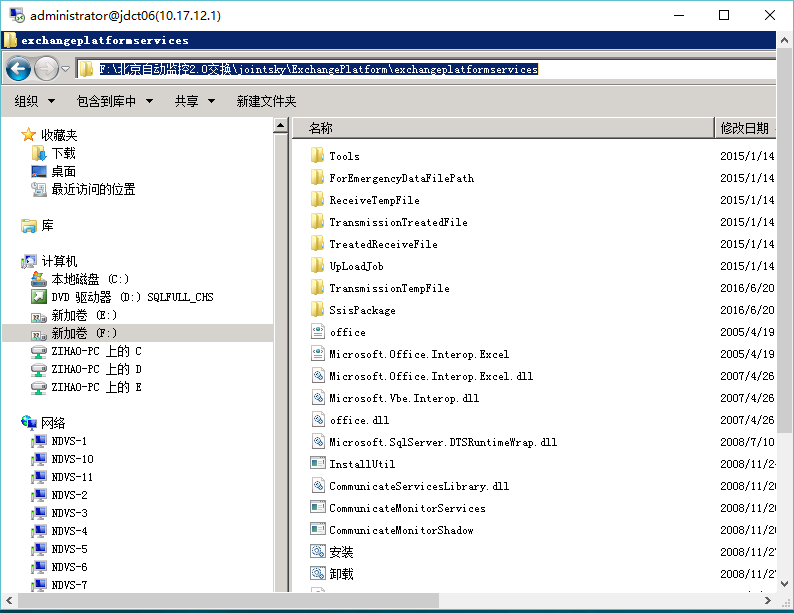 administrator@jdct06(10.17.12.1)
exchangeplatformservices
F:\北京自动监控2.0交换\jointsky\ExchangePlatform\exchangeplatformservices
组织 包含到库中 共享 新建文件夹
收藏夹
下载
桌面
最近访问的位置
库
计算机
本地磁盘 (C:)
DVD 驱动器 (D:) SQLFULL_CHS
新加卷 (E:)
新加卷 (F:)
ZIHAO-PC 上的 C
ZIHAO-PC 上的 D
ZIHAO-PC 上的 E
网络
NDVS-1
NDVS-10
NDVS-11
NDVS-2
NDVS-3
NDVS-4
NDVS-5
NDVS-6
NDVS-7
名称 修改日期
Tools 2015/1/14
ForEmergencyDataFilePath 2015/1/14
ReceiveTempFile 2015/1/14
TransmissionTreatedFile 2015/1/14
TreatedReceiveFile 2015/1/14
UpLoadJob 2015/1/14
TransmissionTempFile 2016/6/20
SsisPackage 2016/6/20
office 2005/4/19
Microsoft.Office.Interop.Excel 2005/4/19
Microsoft.Office.Interop.Excel.dll 2007/4/26
Microsoft.Vbe.Interop.dll 2007/4/26
office.dll 2007/4/26
Microsoft.SqlServer.DTSRuntimeWrap.dll 2008/7/10
InstallUtil 2008/11/2
CommunicateServicesLibrary.dll 2008/11/2
CommunicateMonitorServices 2008/11/2
CommunicateMonitorShadow 2008/11/2
安装 2008/11/2
卸载 2008/11/2